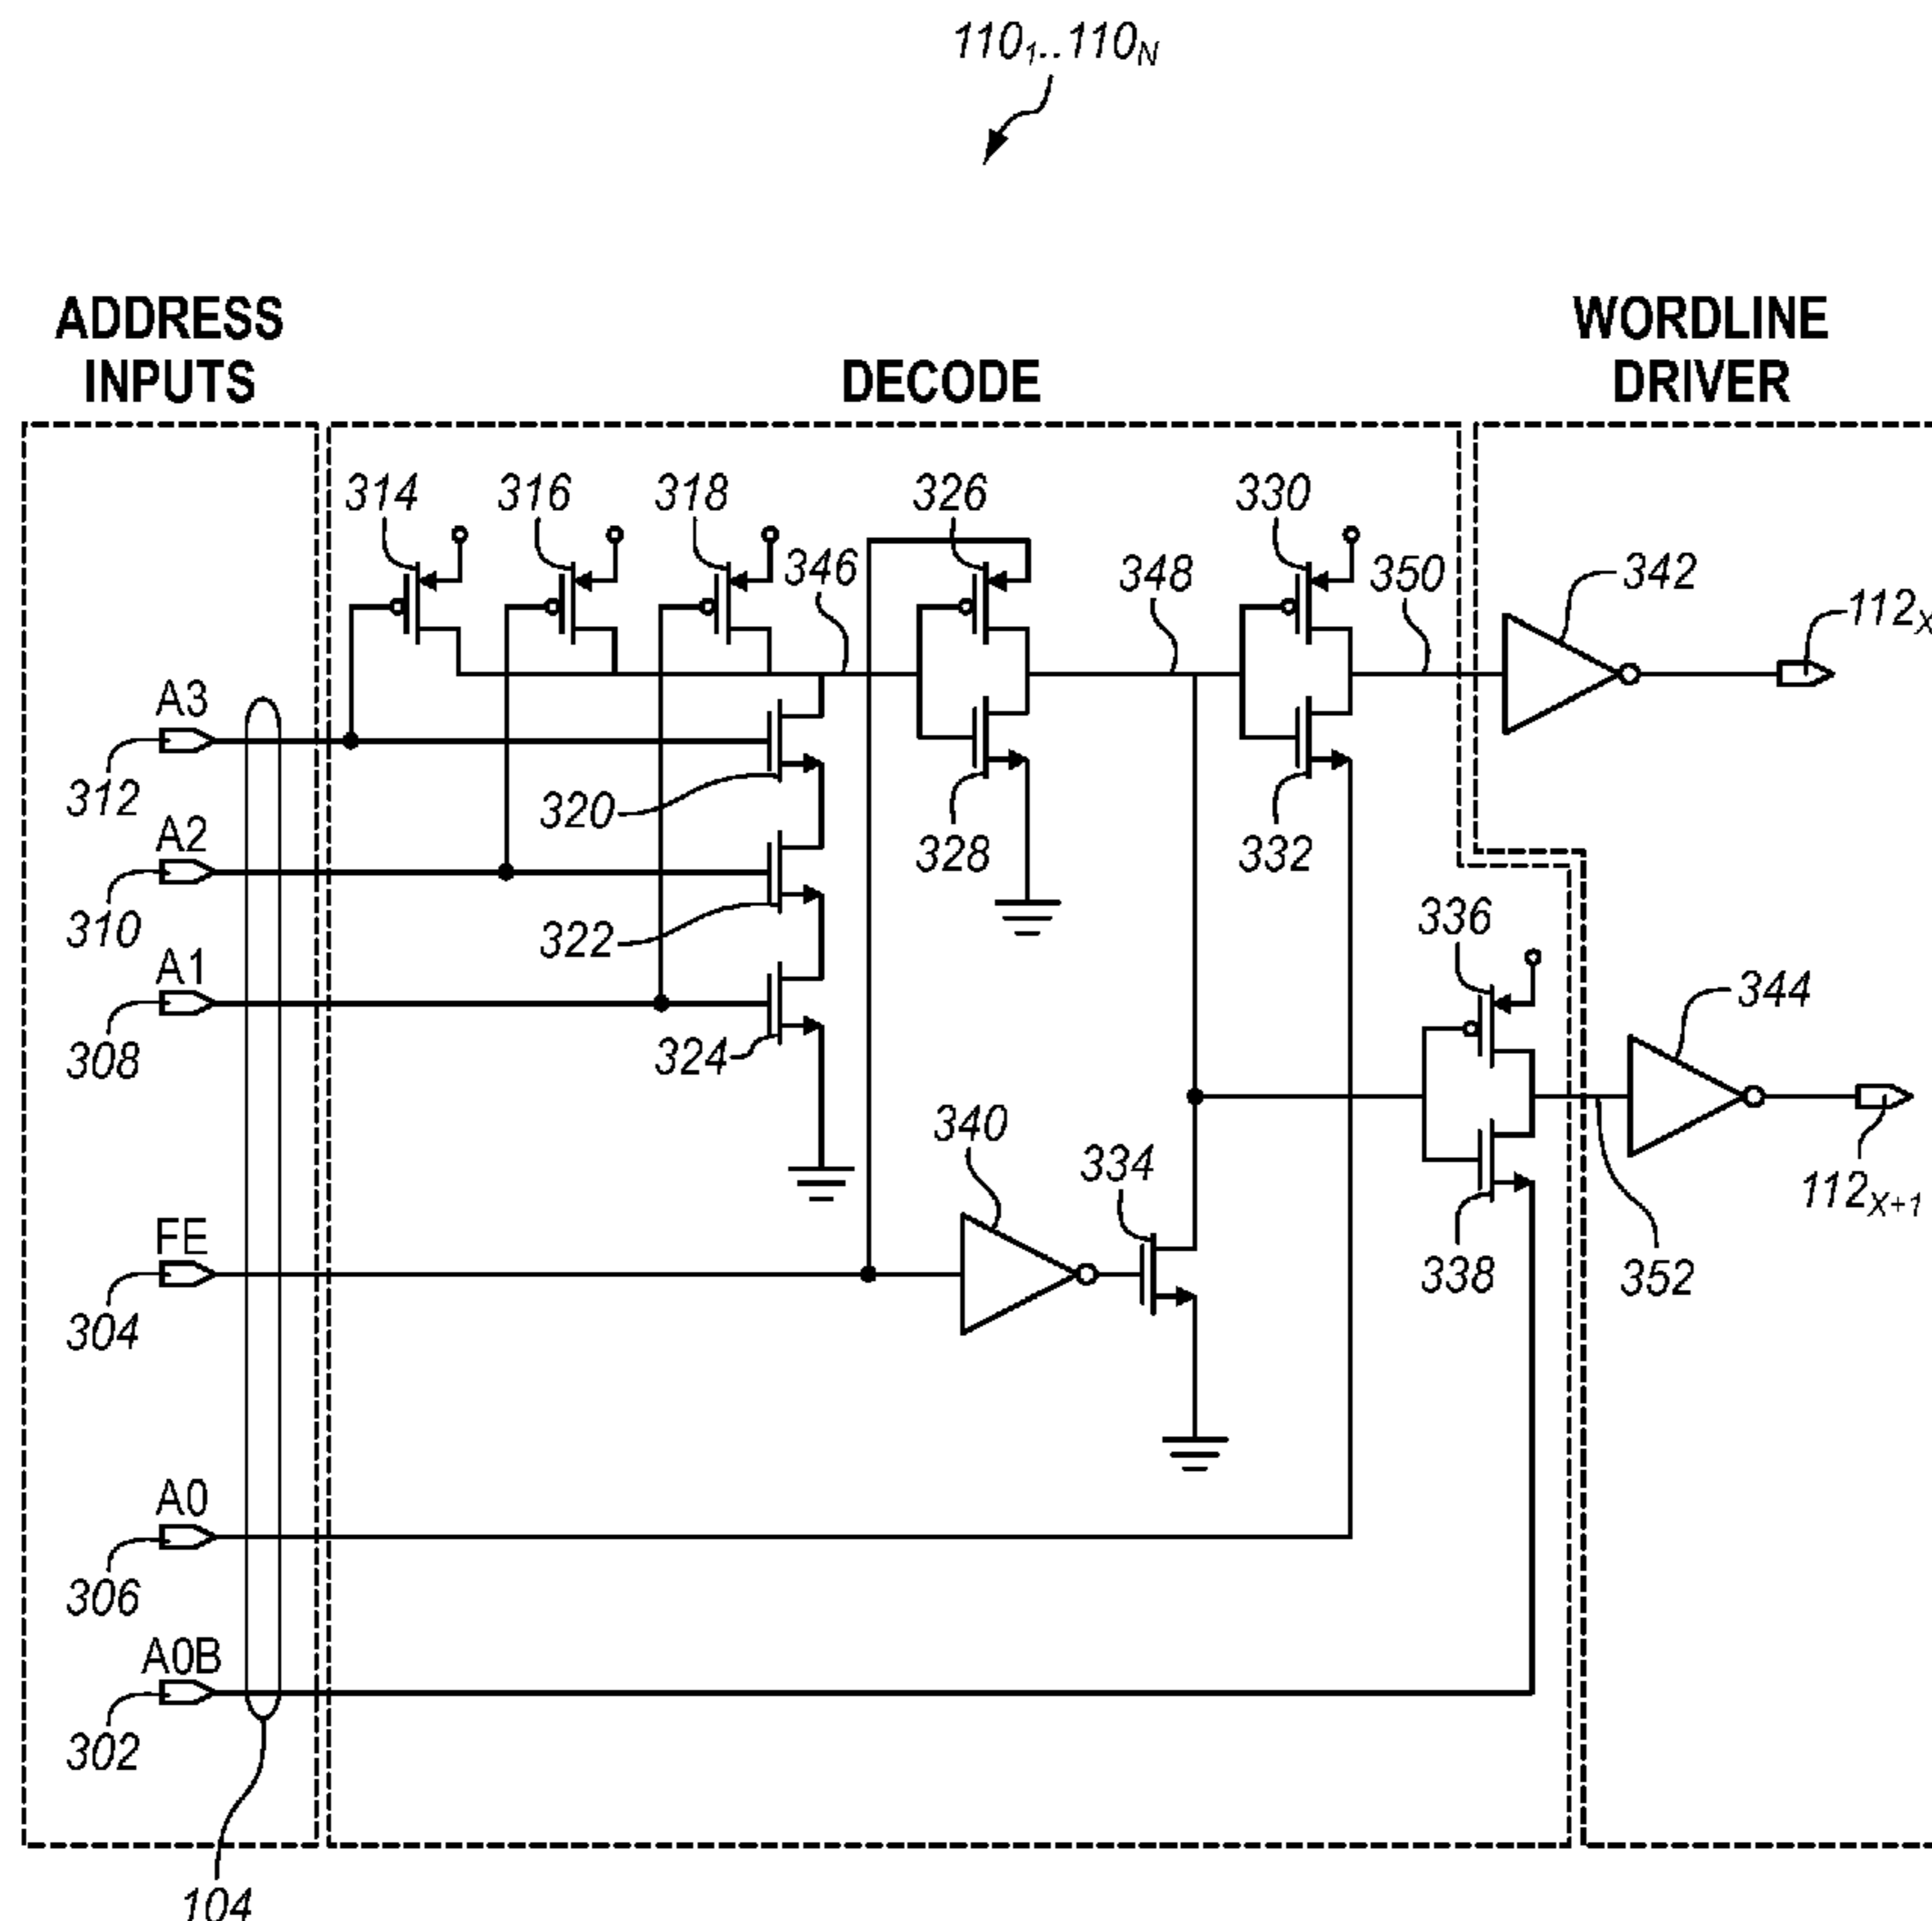 110₁..110N
ADDRESS
INPUTS
DECODE
WORDLINE
DRIVER
314
316
318
346
326
348
330
350
342
112X
A3
312
320
A2
310
322
328
332
A1
308
324
336
344
340
334
FE
304
338
352
112X+1
A0
306
A0B
302
104